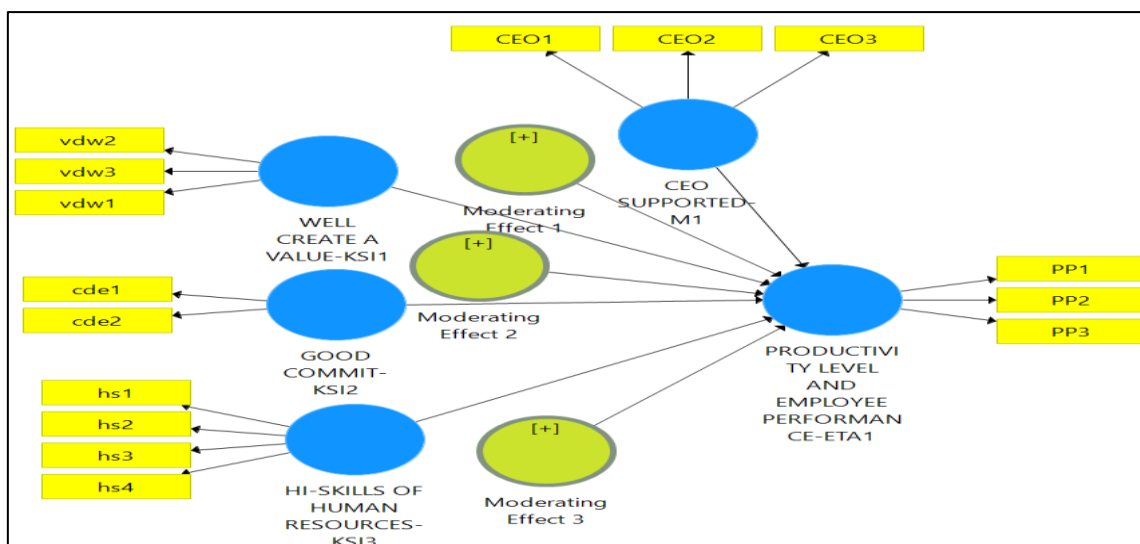 CEO1
CEO2
CEO3
[+]
CEO
SUPPORTED-
M1
vdw2
vdw3
vdw1
WELL
CREATE A
VALUE-KSI1
Moderating
Effect 1
[+]
Moderating
Effect 2
cde1
cde2
GOOD
COMMIT-
KSI2
PP1
PP2
PP3
PRODUCTIVI
TY LEVEL
AND
EMPLOYEE
PERFORMAN
CE-ETA1
hs1
hs2
hs3
hs4
HI-SKILLS OF
HUMAN
RESOURCES-
KSI3
[+]
Moderating
Effect 3